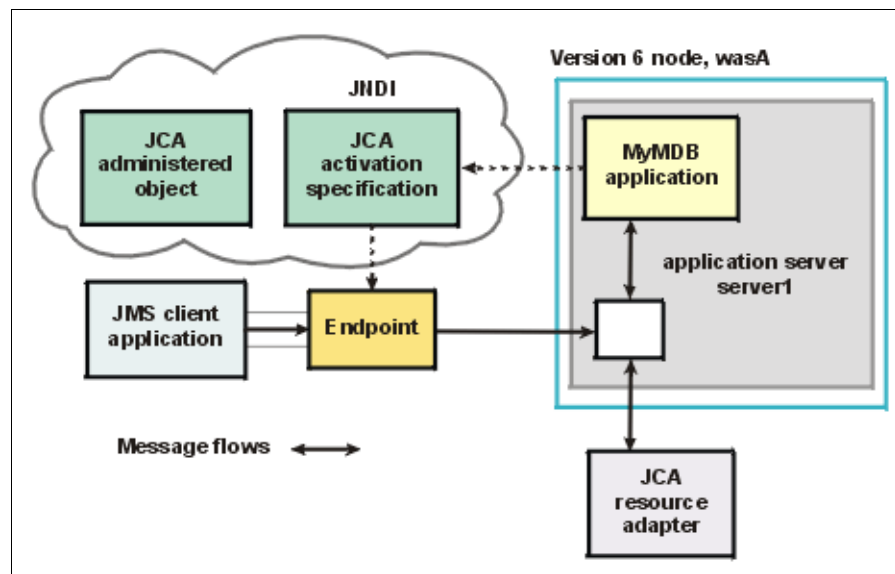 Version 6 node, wasA
JNDI
JCA
administered
object
JCA
activation
specification
MyMDB
application
application server
server1
JMS client
application
Endpoint
Message flows
JCA
resource
adapter